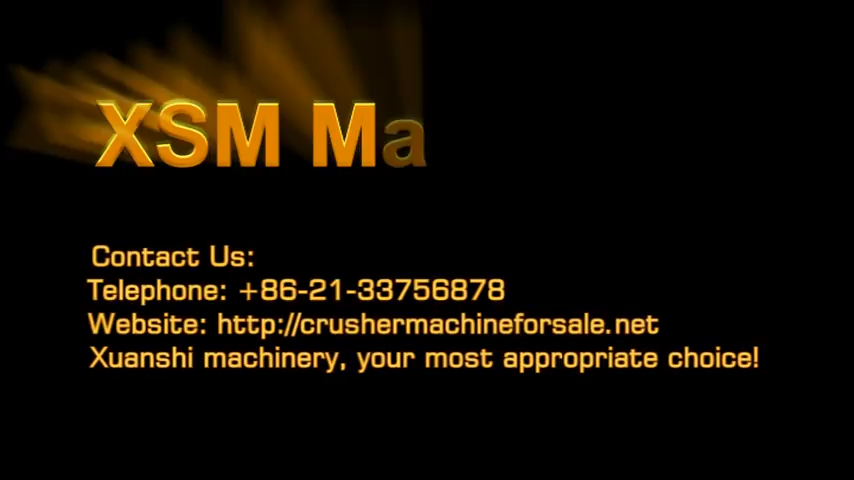 XSM Ma
Contact Us:
Telephone: +86-21-33756878
Website: http://crushermachineforsale.net
Xuanshi machinery, your most appropriate choice!